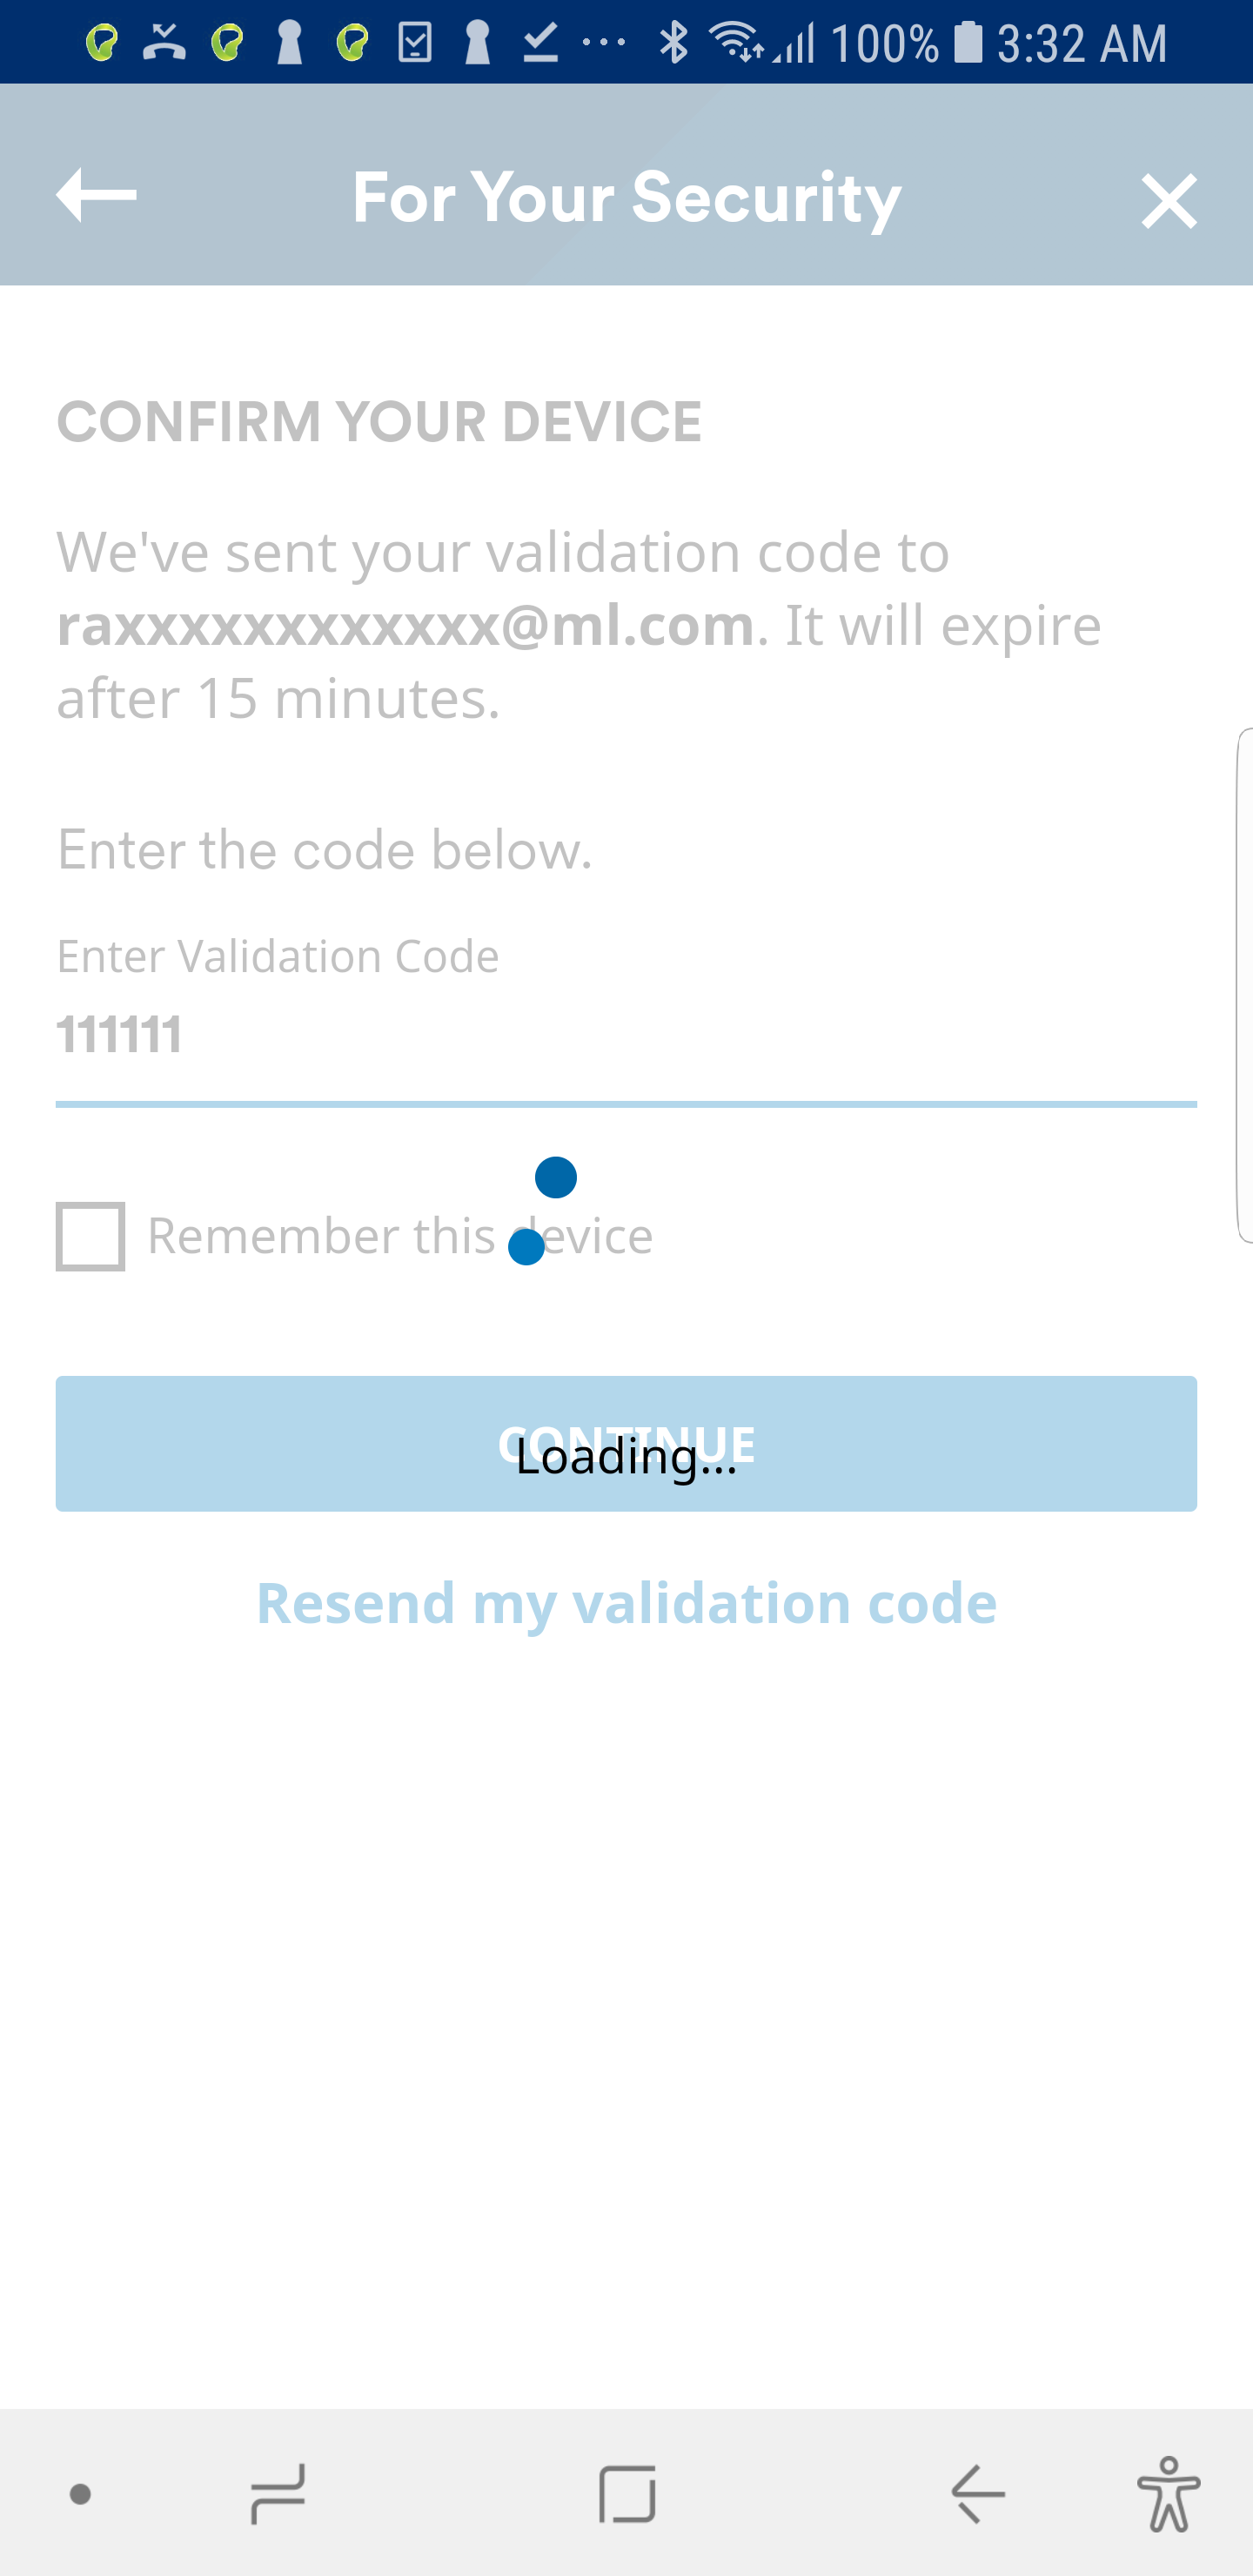 100% 3:32 AM
For Your Security
CONFIRM YOUR DEVICE
We've sent your validation code to
raxxxxxxxxxxxx@ml.com. It will expire
after 15 minutes.
Enter the code below.
Enter Validation Code
111111
Remember this device
CONTINUE
Loading...
Resend my validation code